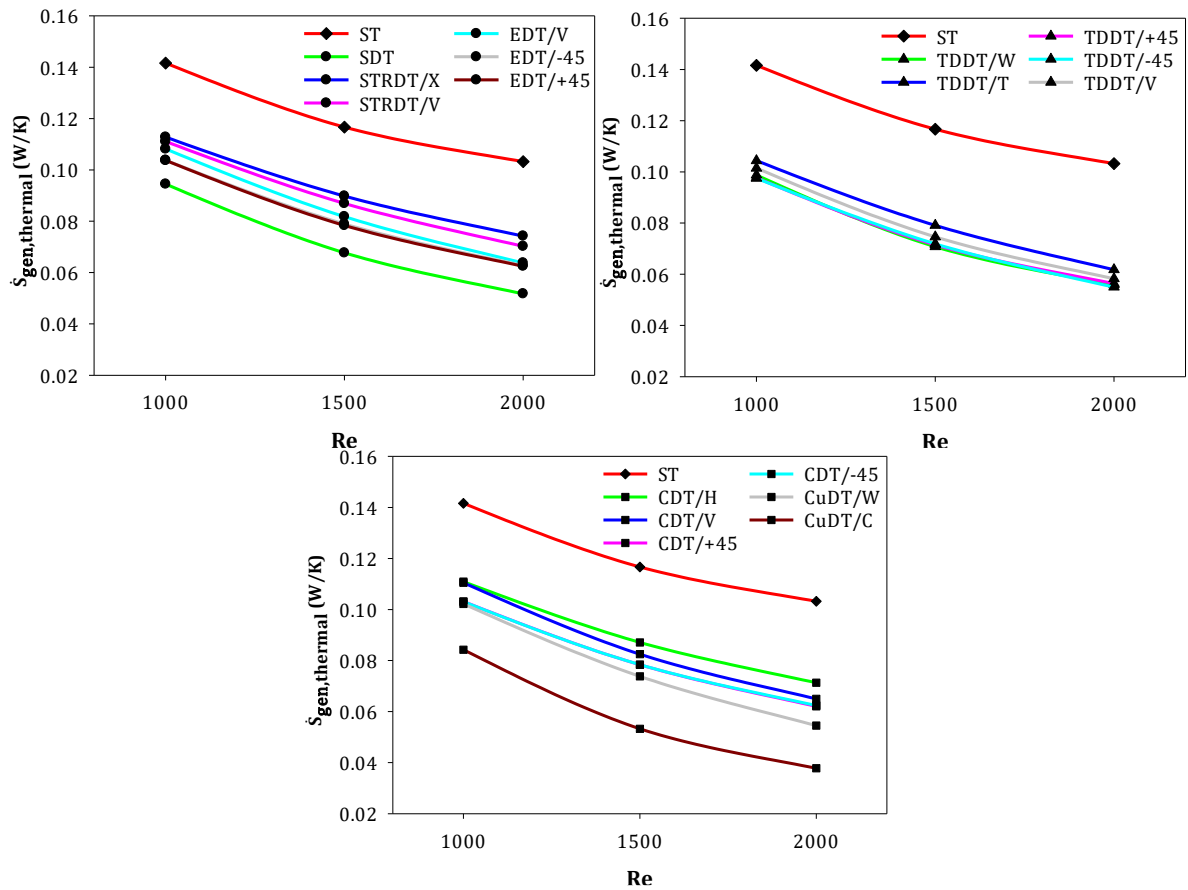 0.16
0.14
0.12
0.10
0.08
0.06
0.04
0.02
Ṡgen,thermal (W/K)
ST
SDT
STRDT/X
STRDT/V
EDT/V
EDT/-45
EDT/+45
1000
1500
2000
Re
0.16
0.14
0.12
0.10
0.08
0.06
0.04
0.02
Ṡgen,thermal (W/K)
ST
TDDT/W
TDDT/T
TDDT/+45
TDDT/-45
TDDT/V
1000
1500
2000
Re
0.16
0.14
0.12
0.10
0.08
0.06
0.04
0.02
Ṡgen,thermal (W/K)
ST
CDT/H
CDT/V
CDT/+45
CDT/-45
CuDT/W
CuDT/C
1000
1500
2000
Re